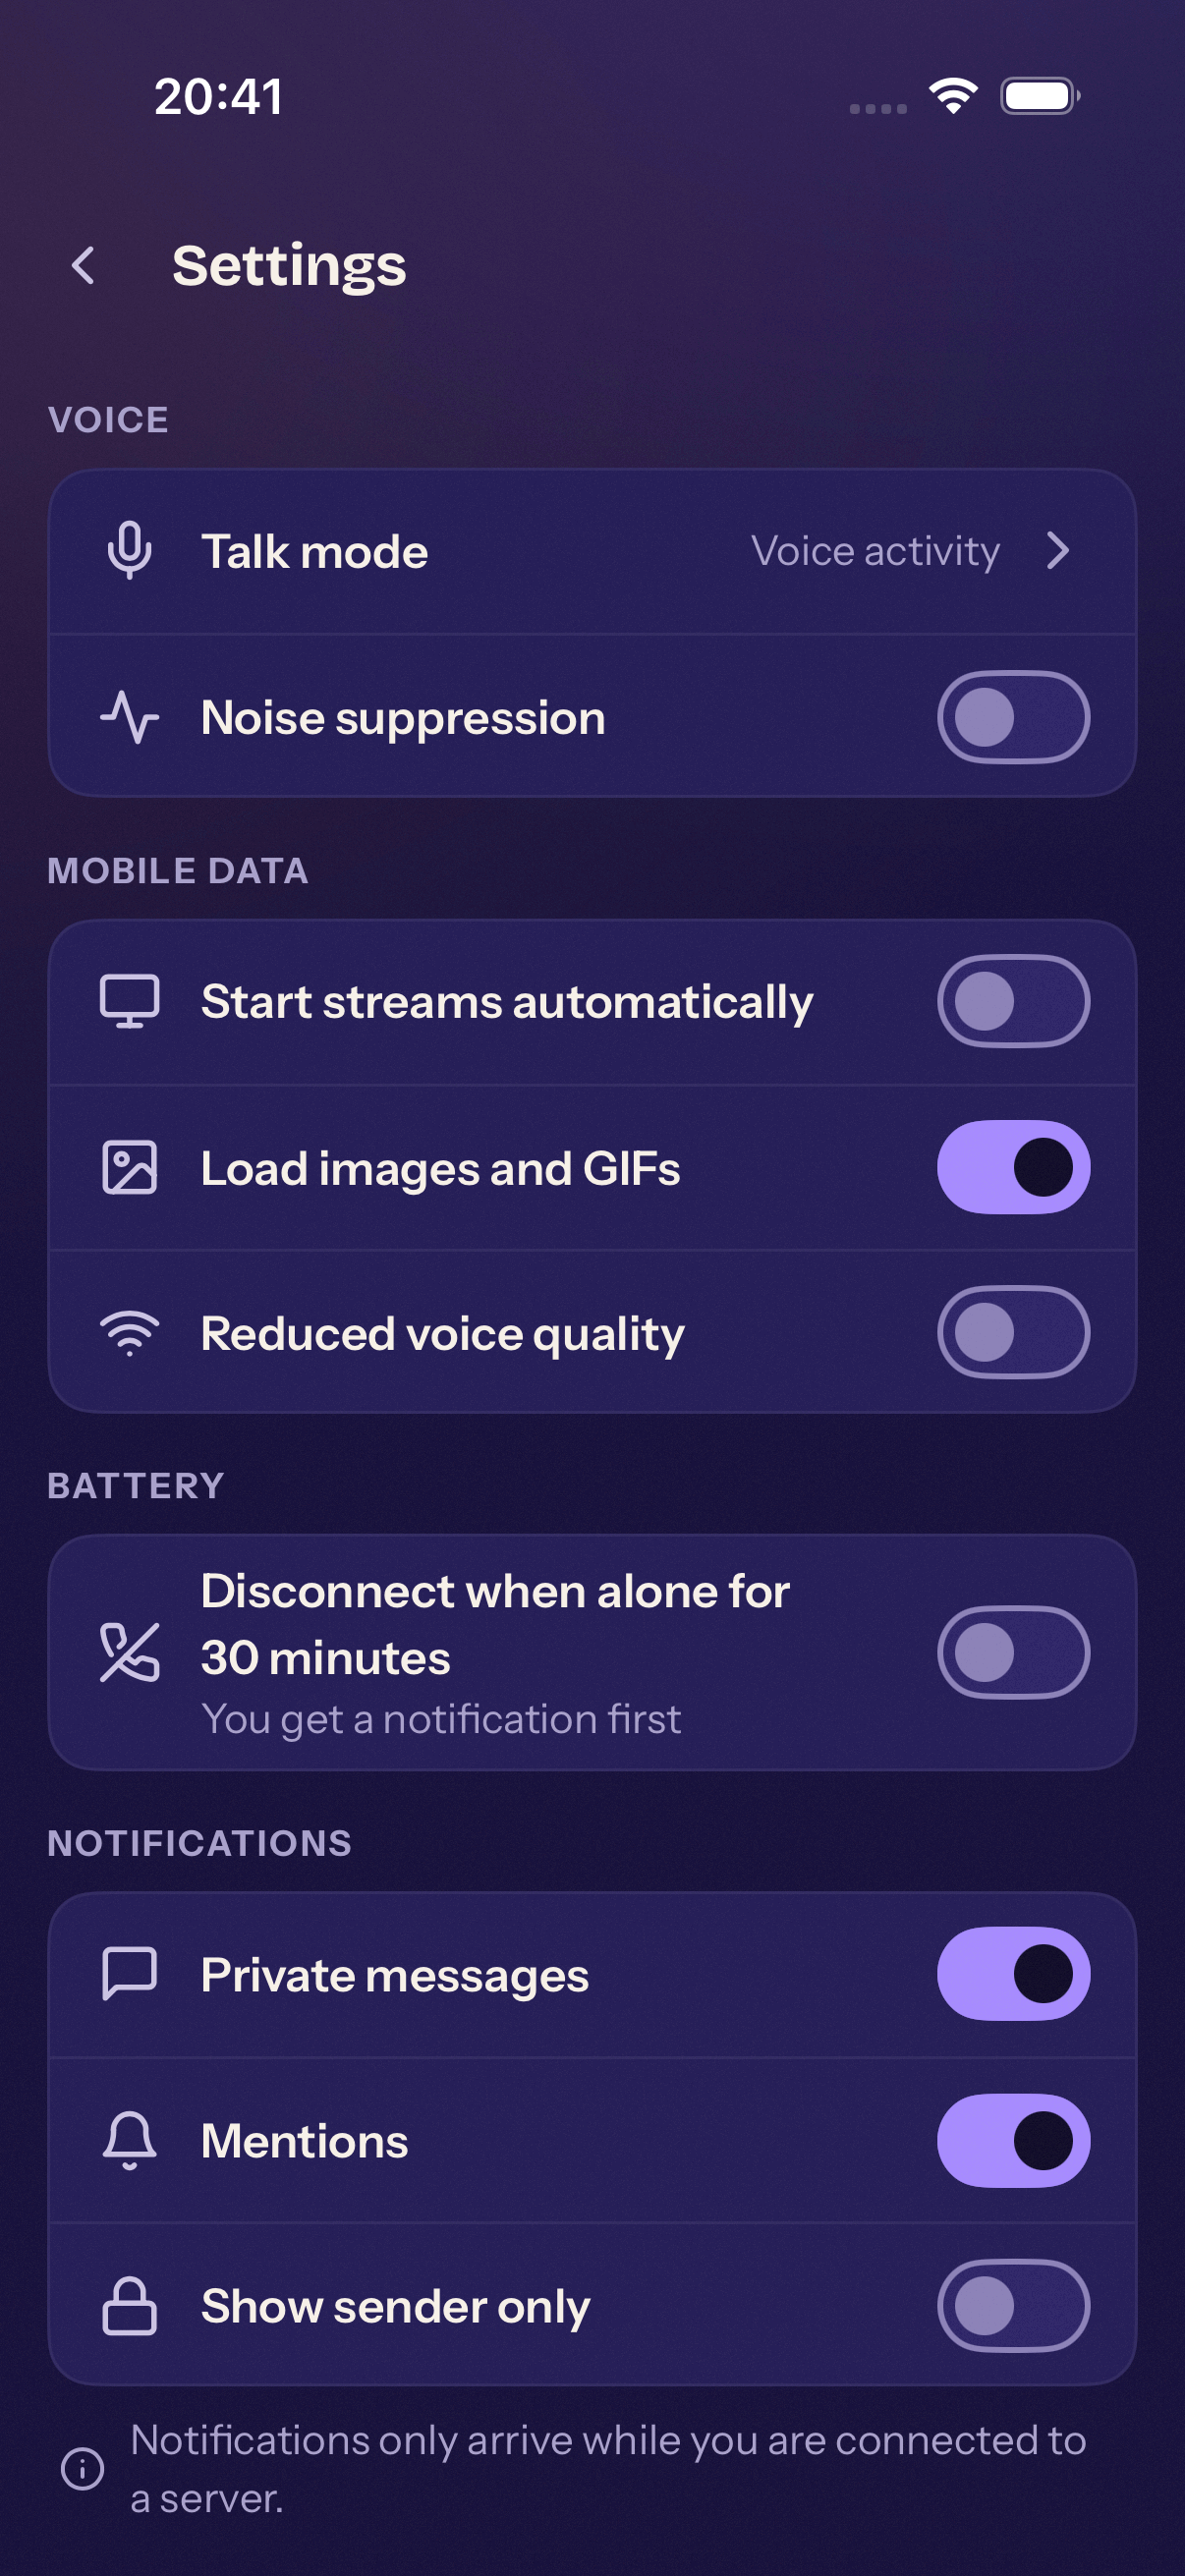 20:41
Settings
VOICE
Talk mode
Voice activity
Noise suppression
MOBILE DATA
Start streams automatically
Load images and GIFs
Reduced voice quality
BATTERY
Disconnect when alone for
30 minutes
You get a notification first
NOTIFICATIONS
Private messages
Mentions
Show sender only
Notifications only arrive while you are connected to
a server.